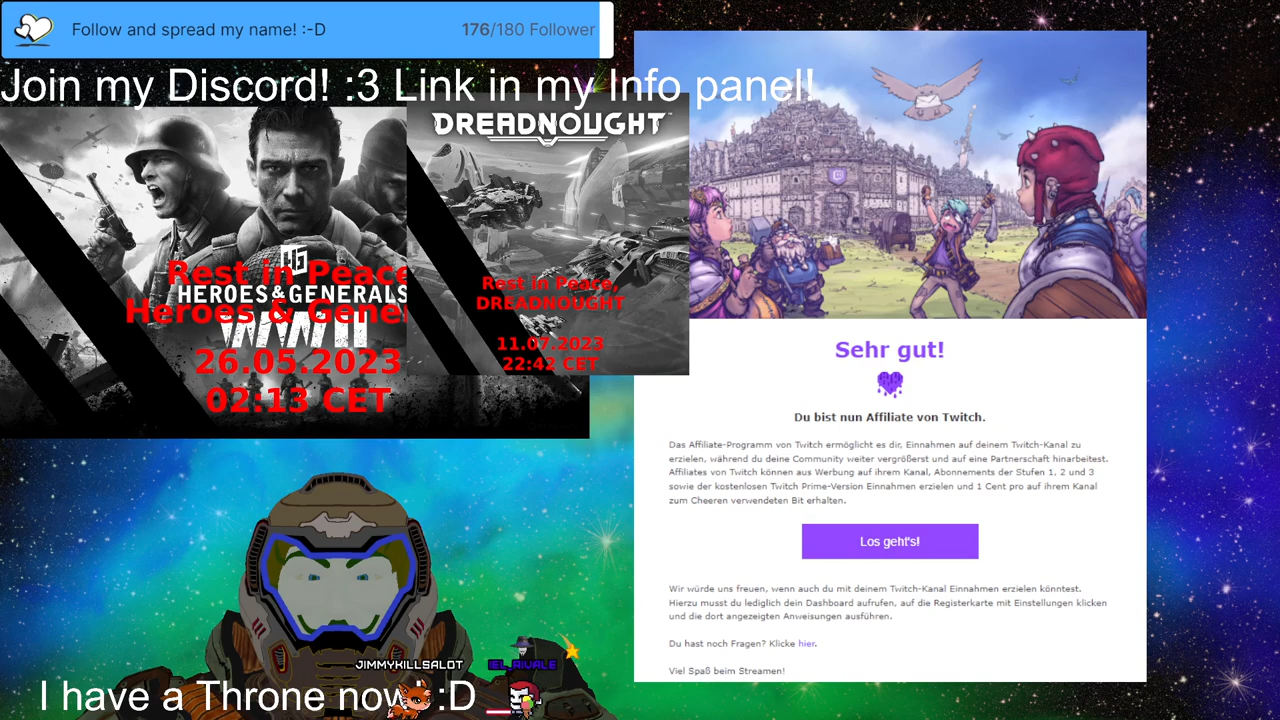 Follow and spread my name! :-D
176/180 Follower
Join my Discord! :3 Link in my Info panel!
DREADNOUGHT
Rest in Peace
HEROES & GENERALS
Heroes & Gene
WWII
26.05.2023
02:13 CET
Rest in Peace,
DREADNOUGHT
11.07.2023
22:42 CET
Sehr gut!
Du bist nun Affiliate von Twitch.
Das Affiliate-Programm von Twitch ermöglicht es dir, Einnahmen auf deinem Twitch-Kanal zu
erzielen, während du deine Community weiter vergrößerst und auf eine Partnerschaft hinarbeitest.
Affiliates von Twitch können aus Werbung auf ihrem Kanal, Abonnements der Stufen 1, 2 und 3
sowie der kostenlosen Twitch Prime-Version Einnahmen erzielen und 1 Cent pro auf ihrem Kanal
zum Cheeren verwendeten Bit erhalten.
Los geht's!
Wir würde uns freuen, wenn auch du mit deinem Twitch-Kanal Einnahmen erzielen könntest.
Hierzu musst du lediglich dein Dashboard aufrufen, auf die Registerkarte mit Einstellungen klicken
und die dort angezeigten Anweisungen ausführen.
Du hast noch Fragen? Klicke hier.
Viel Spaß beim Streamen!
JIMMYKILLSALOT
IEL_RIVALE
I have a Throne now! :D